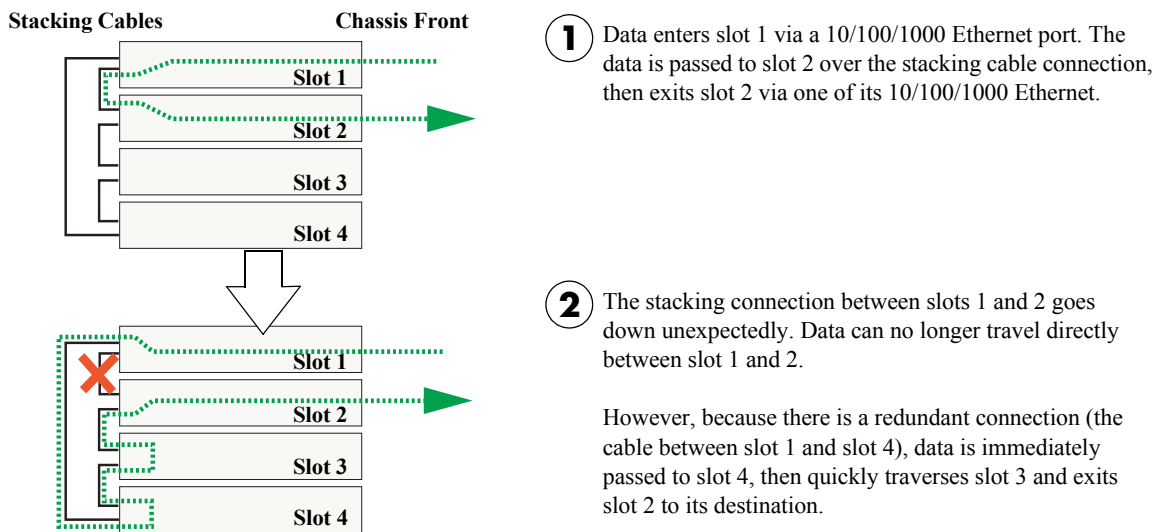 Stacking Cables Chassis Front
Slot 1
Slot 2
Slot 3
Slot 4
1
Data enters slot 1 via a 10/100/1000 Ethernet port. The
data is passed to slot 2 over the stacking cable connection,
then exits slot 2 via one of its 10/100/1000 Ethernet.
Slot 1
Slot 2
Slot 3
Slot 4
2
The stacking connection between slots 1 and 2 goes
down unexpectedly. Data can no longer travel directly
between slot 1 and 2.
However, because there is a redundant connection (the
cable between slot 1 and slot 4), data is immediately
passed to slot 4, then quickly traverses slot 3 and exits
slot 2 to its destination.